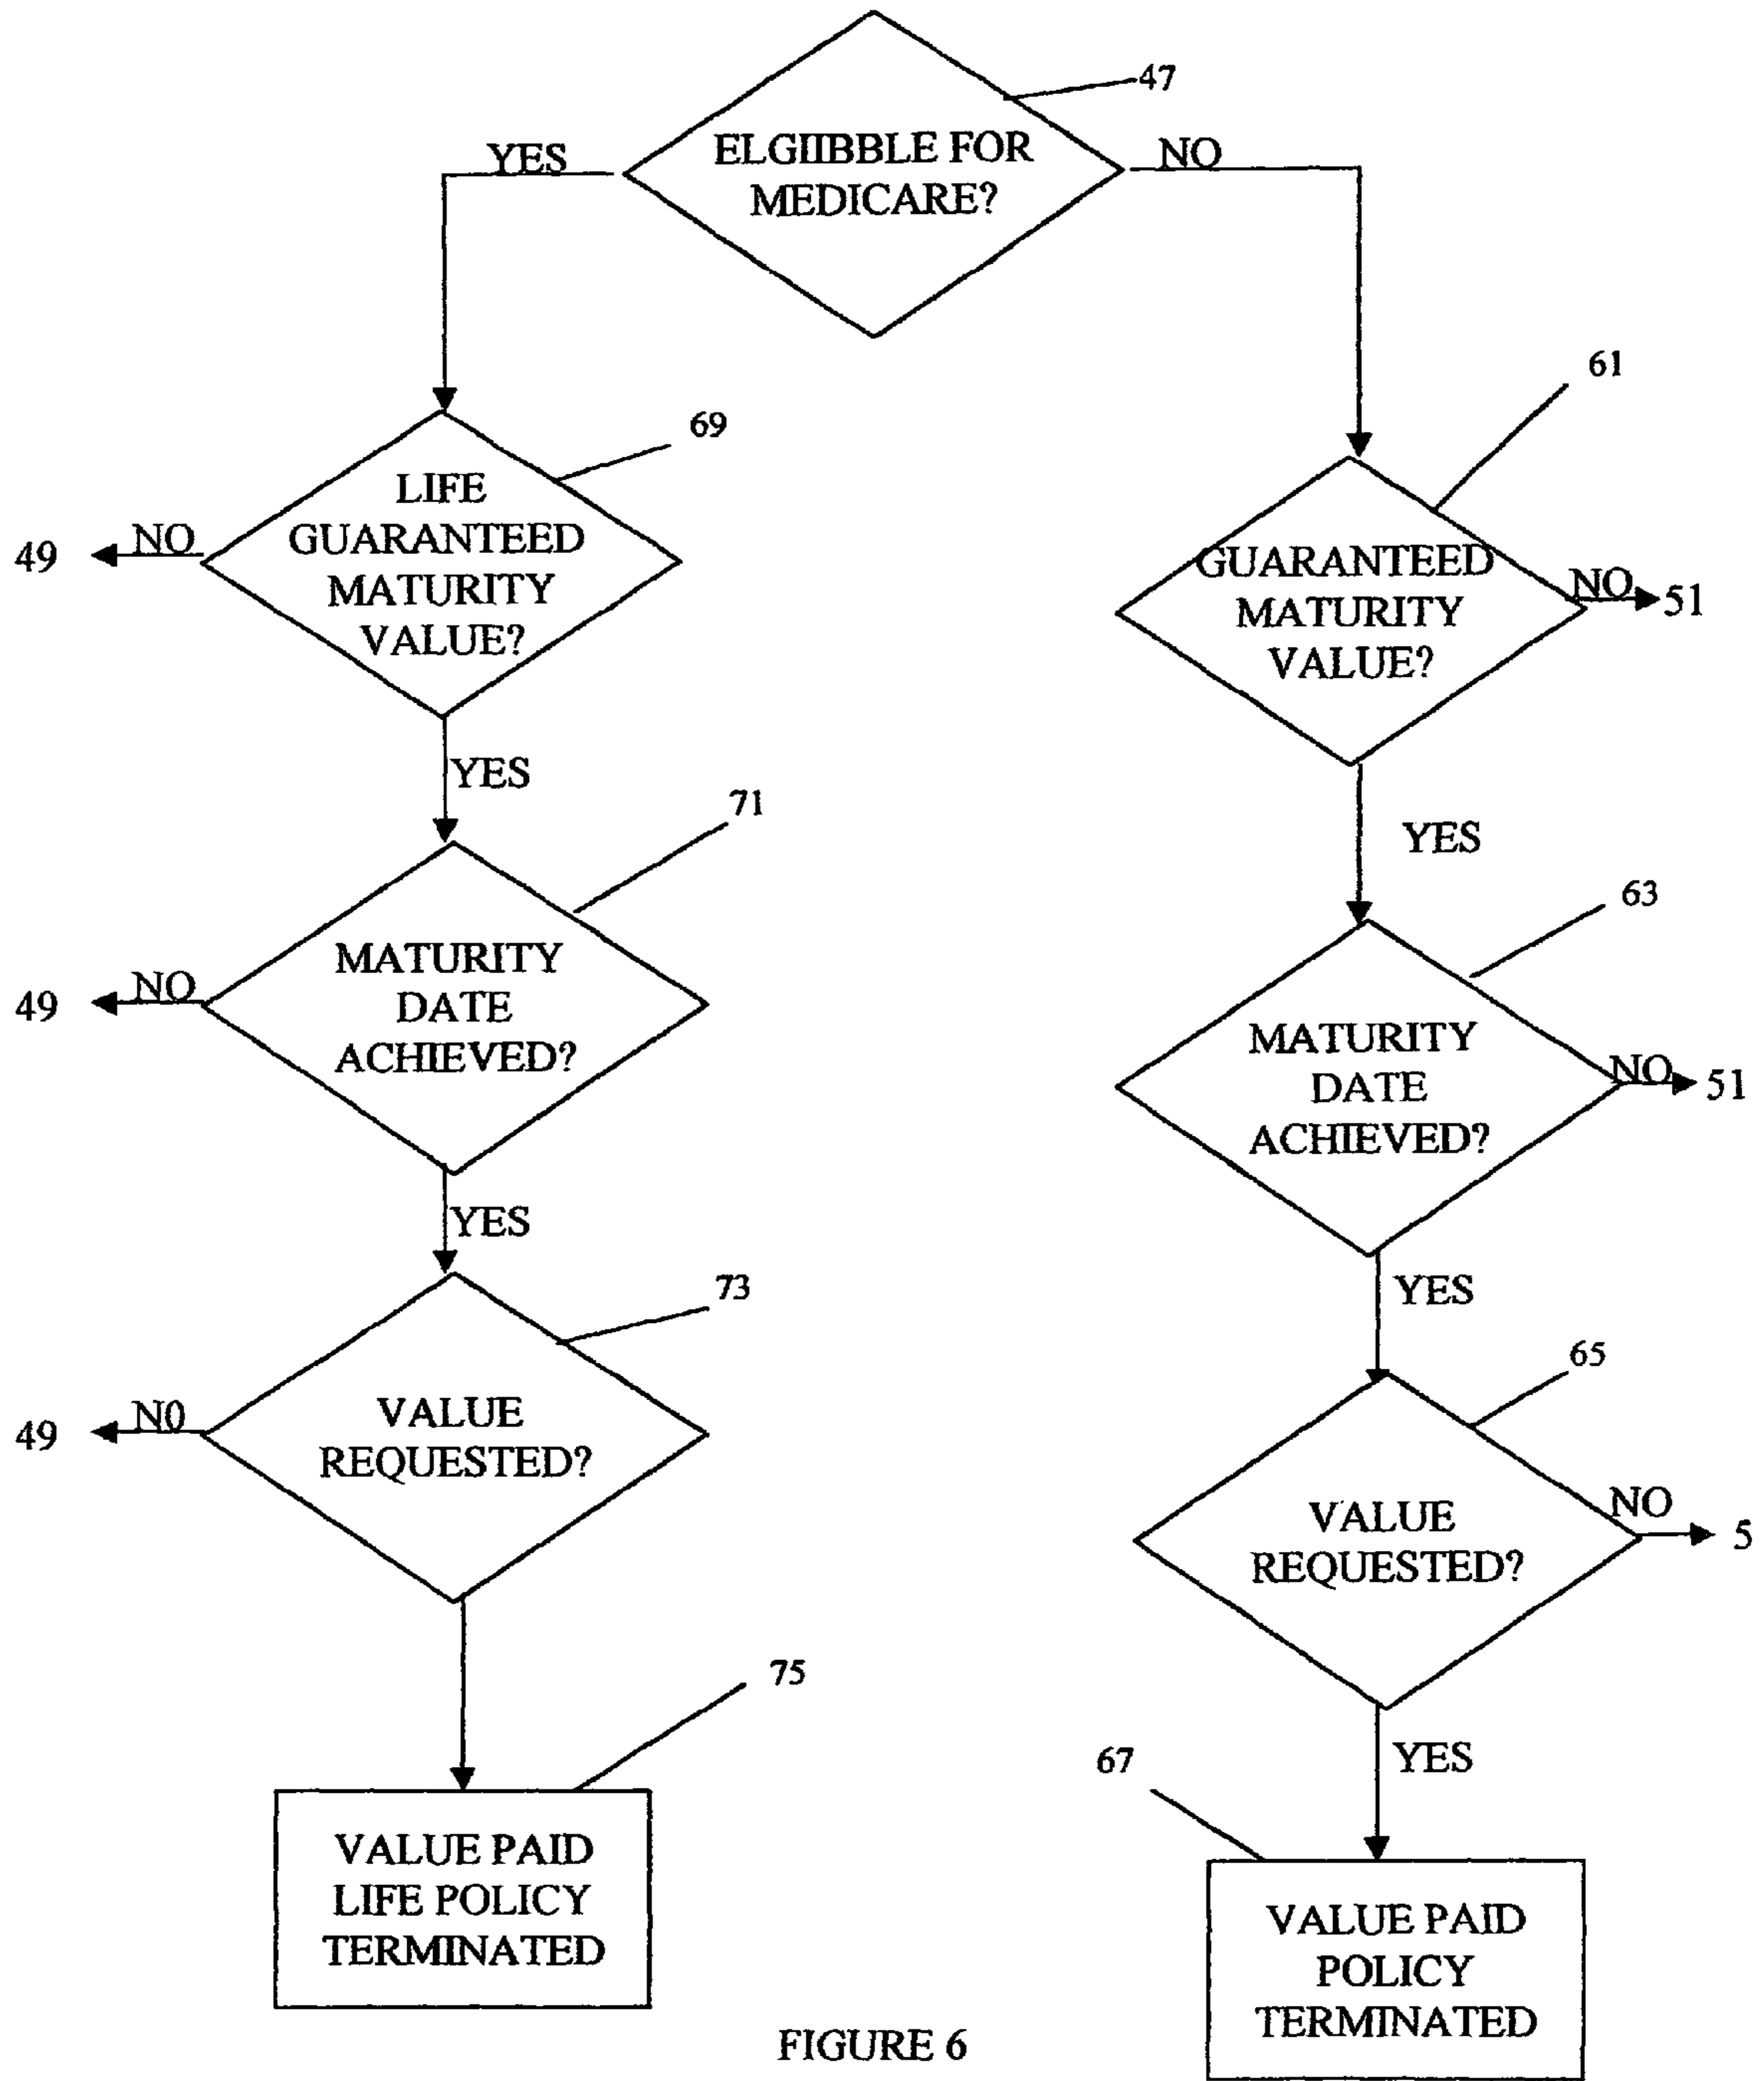 47
ELGIIBBLE FOR
MEDICARE?
YES
NO
69
LIFE
GUARANTEED
MATURITY
VALUE?
NO
49
YES
71
MATURITY
DATE
ACHIEVED?
NO
49
YES
73
VALUE
REQUESTED?
N0
49
75
VALUE PAID
LIFE POLICY
TERMINATED
61
GUARANTEED
MATURITY
VALUE?
NO
51
YES
63
MATURITY
DATE
ACHIEVED?
NO
51
YES
65
VALUE
REQUESTED?
NO
5
YES
67
VALUE PAID
POLICY
TERMINATED
FIGURE 6